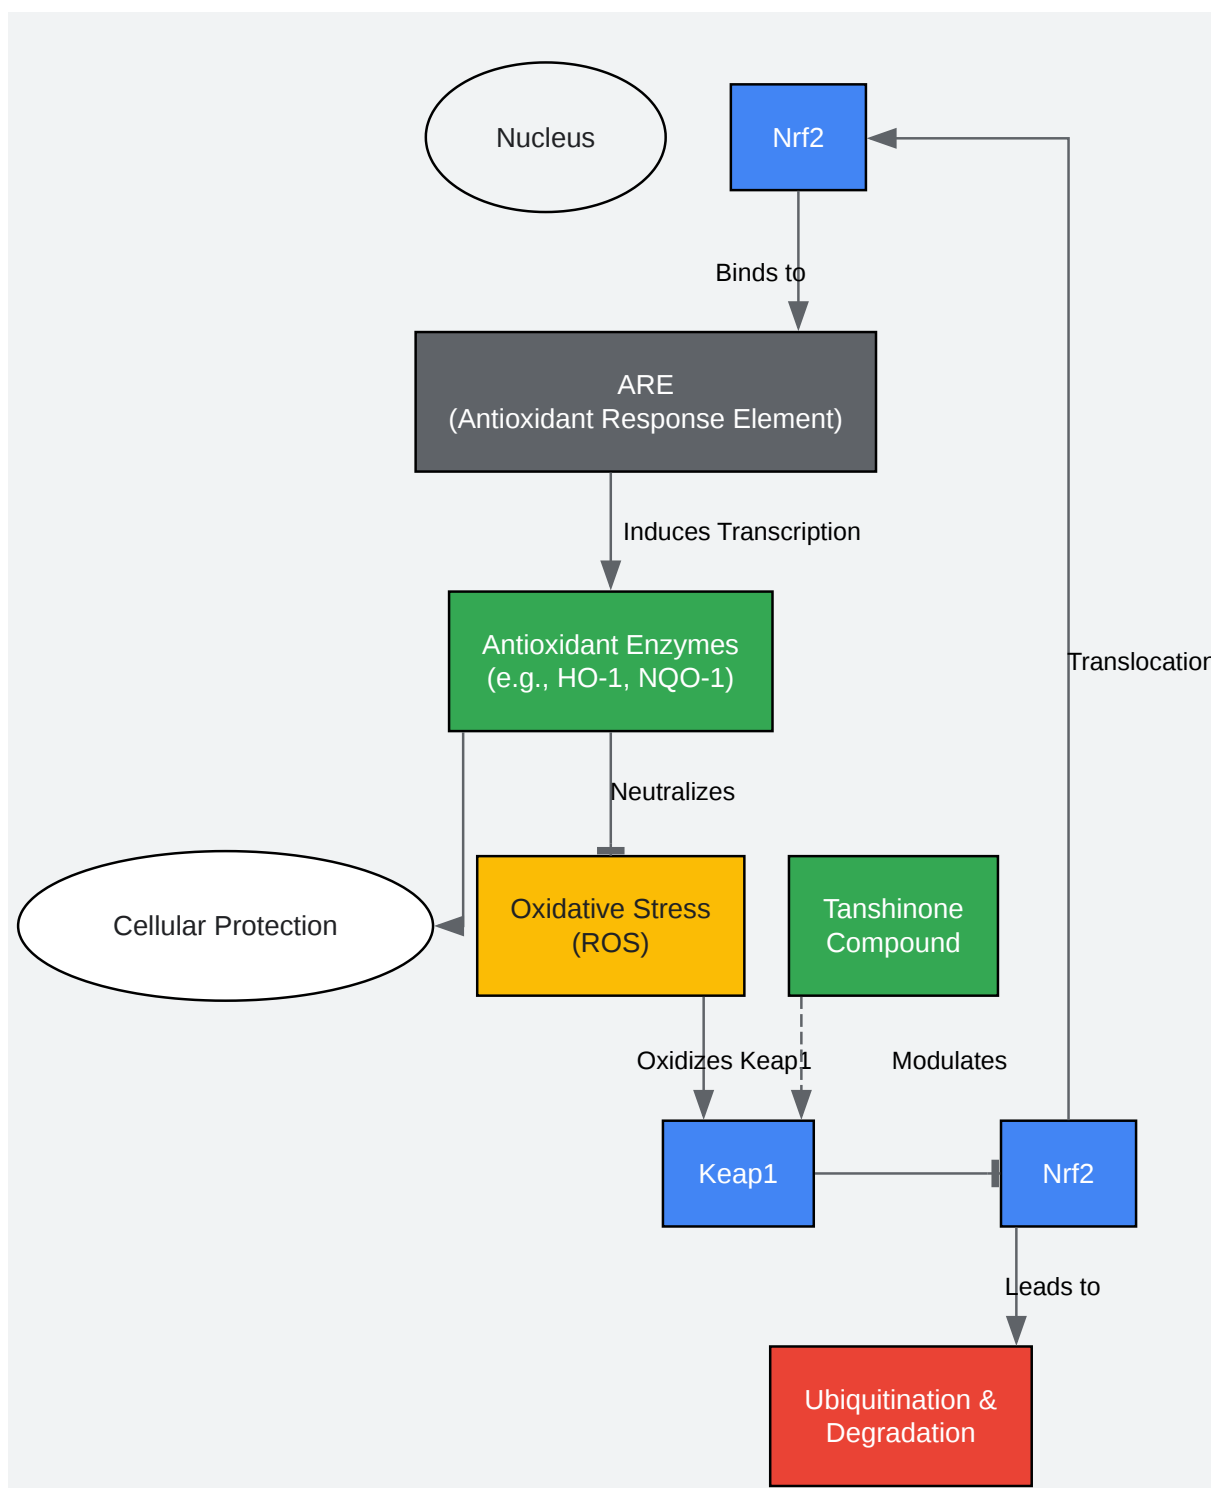 Nucleus
Nrf2
Binds to
ARE
(Antioxidant Response Element)
Induces Transcription
Antioxidant Enzymes
(e.g., HO-1, NQO-1)
Translocation
Neutralizes
Cellular Protection
Oxidative Stress
(ROS)
Tanshinone
Compound
Oxidizes Keap1
Modulates
Keap1
Nrf2
Leads to
Ubiquitination &
Degradation